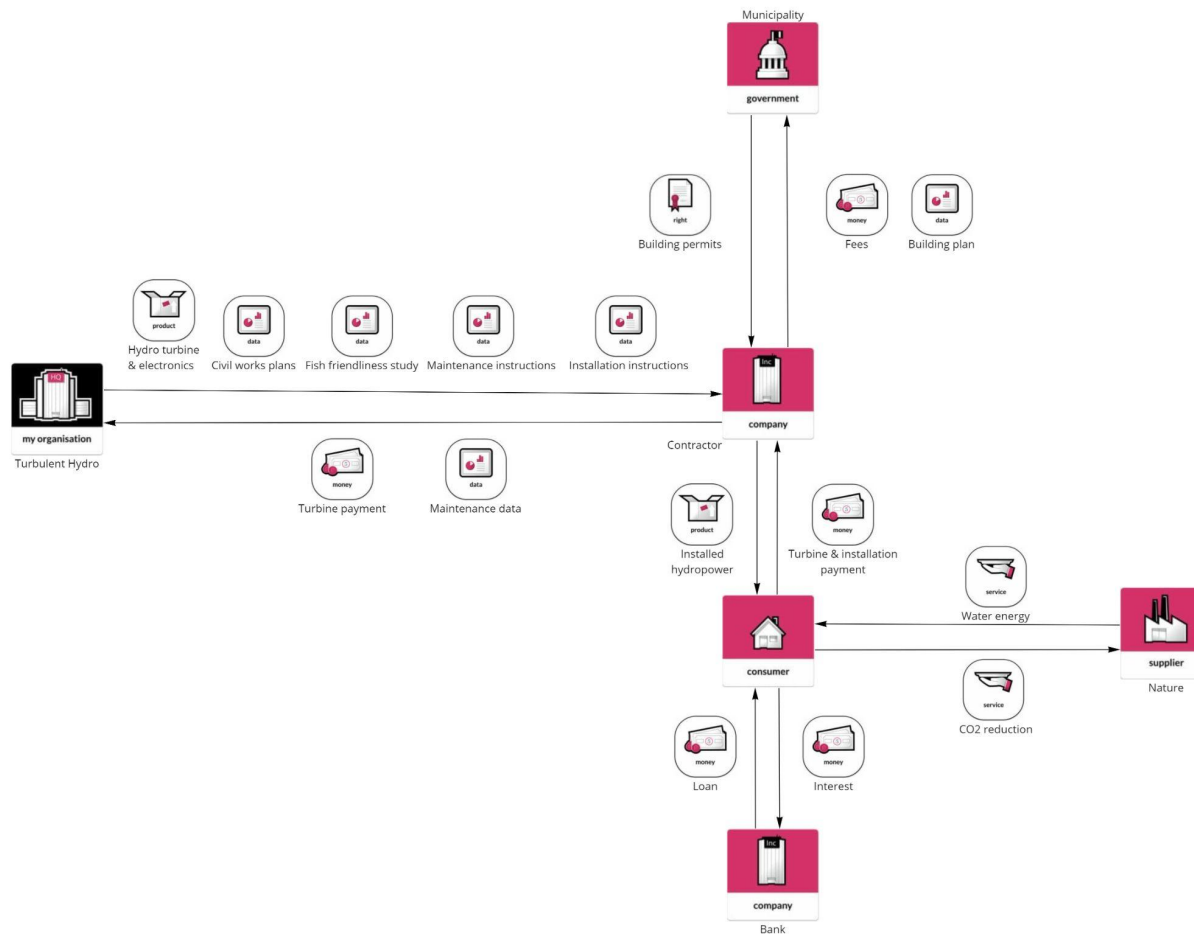 Municipality
government
right
Building permits
money
Fees
data
Building plan
product
Hydro turbine
& electronics
data
Civil works plans
data
Fish friendliness study
data
Maintenance instructions
data
Installation instructions
HQ
my organisation
Turbulent Hydro
Inc
company
Contractor
money
Turbine payment
data
Maintenance data
product
Installed
hydropower
money
Turbine & installation
payment
service
Water energy
consumer
supplier
Nature
service
CO2 reduction
money
Loan
money
Interest
Inc
company
Bank